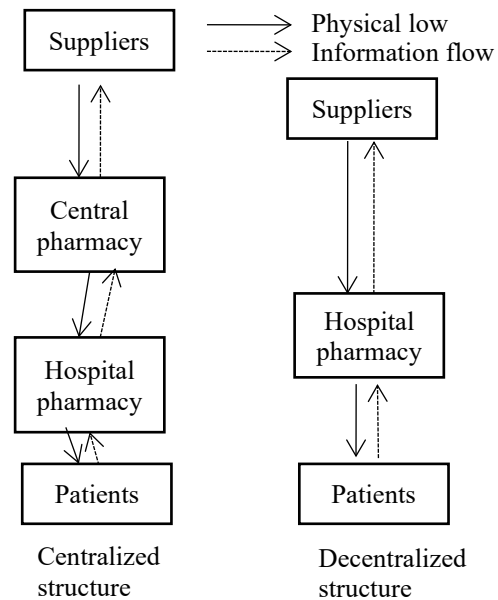 Suppliers
Physical low
Information flow
Suppliers
Central
pharmacy
Hospital
pharmacy
Hospital
pharmacy
Patients
Patients
Centralized
structure
Decentralized
structure